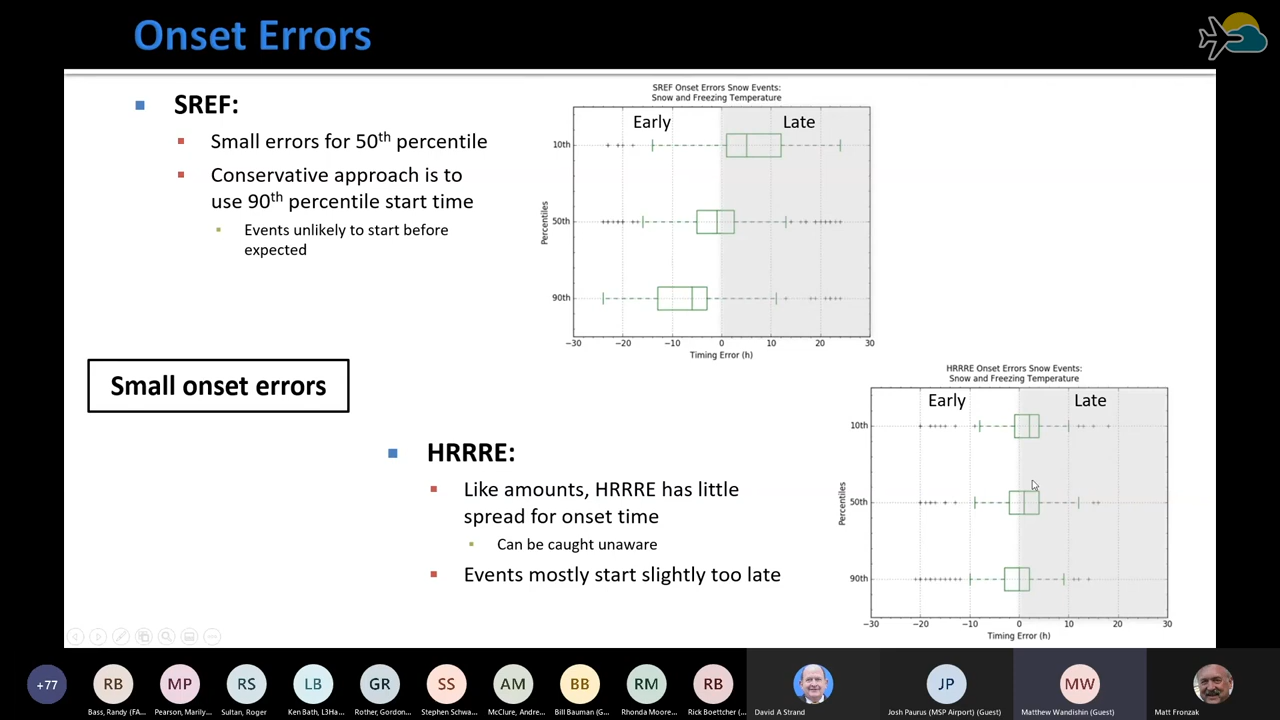 Onset Errors
SREF:
Small errors for 50th percentile
Conservative approach is to
use 90th percentile start time
Events unlikely to start before
expected
SREF Onset Errors Snow Events:
Snow and Freezing Temperature
Early
Late
10th
50th
90th
Percentiles
−30 −20 −10 0 10 20 30
Timing Error (h)
Small onset errors
HRRRE:
Like amounts, HRRRE has little
spread for onset time
Can be caught unaware
Events mostly start slightly too late
HRRRE Onset Errors Snow Events:
Snow and Freezing Temperature
Early
Late
10th
50th
90th
Percentiles
−30 −20 −10 0 10 20 30
Timing Error (h)
+77
RB
MP
RS
LB
GR
SS
AM
BB
RM
RB
JP
MW
Bass, Randy (FA...
Pearson, Marily...
Sultan, Roger
Ken Bath, L3Ha...
Rother, Gordon...
Stephen Schwa...
McClure, Andre...
Bill Bauman (G...
Rhonda Moore...
Rick Boettcher (...
David A Strand
Josh Paurus (MSP Airport) (Guest)
Matthew Wandishin (Guest)
Matt Fronzak